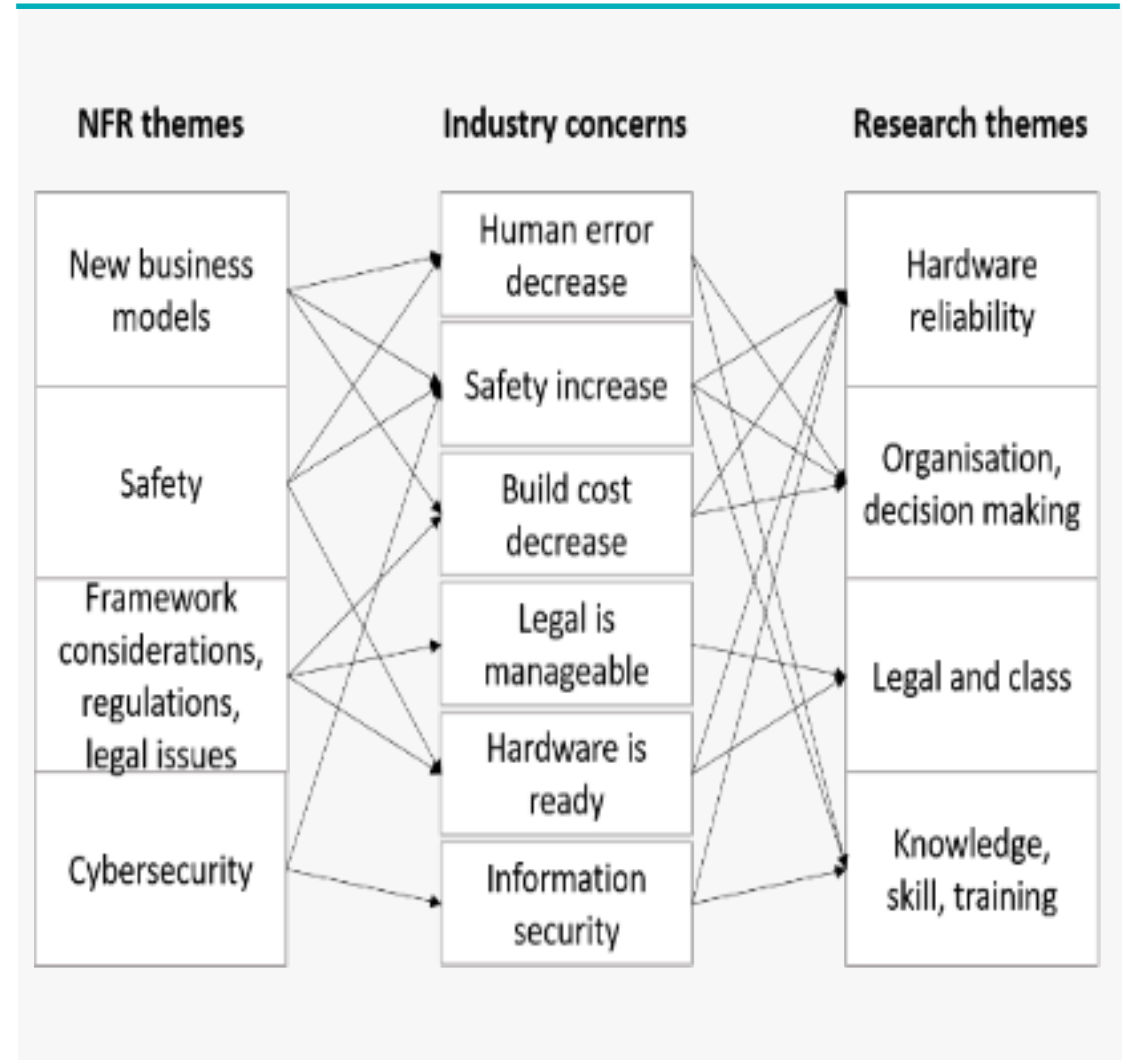 NFR themes
New business
models
Safety
Framework
considerations,
regulations,
legal issues
Cybersecurity
Industry concerns
Human error
decrease
Safety increase
Build cost
decrease
Legal is
manageable
Hardware is
ready
Information
security
Research themes
Hardware
reliability
Organisation,
decision making
Legal and class
Knowledge,
skill, training